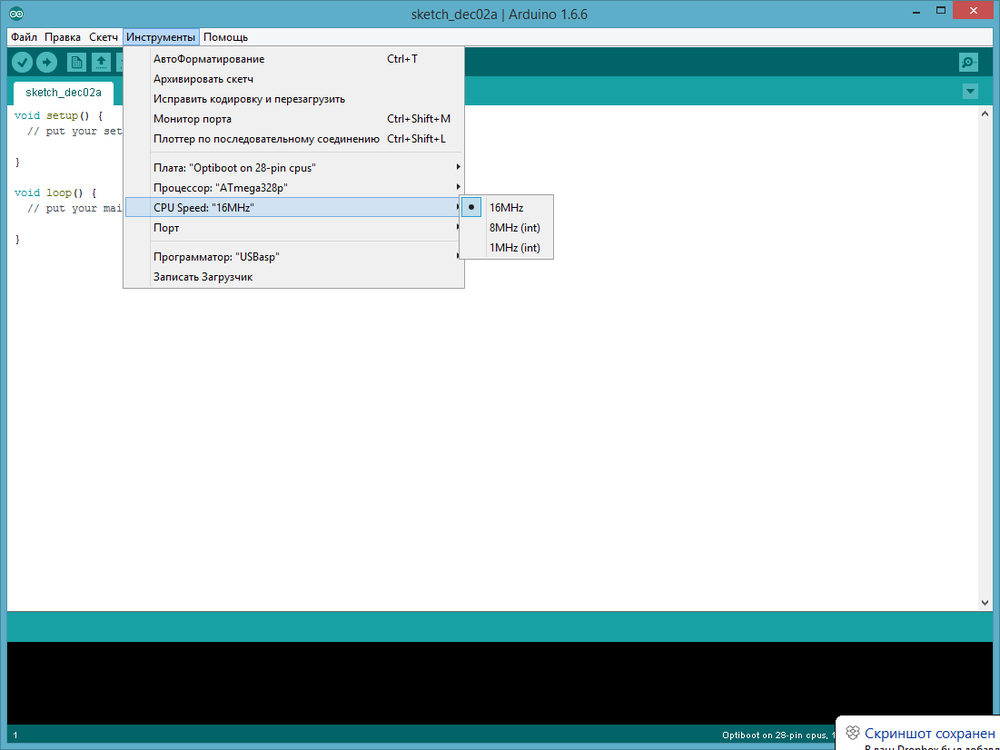 sketch_dec02a | Arduino 1.6.6
Файл Правка Скетч Инструменты Помощь
АвтоФорматирование Ctrl+T
Архивировать скетч
Исправить кодировку и перезагрузить
Монитор порта Ctrl+Shift+M
Плоттер по последовательному соединению Ctrl+Shift+L
Плата: "Optiboot on 28-pin cpus"
Процессор: "ATmega328p"
CPU Speed: "16MHz"
Порт
Программатор: "USBasp"
Записать Загрузчик
16MHz
8MHz (int)
1MHz (int)
sketch_dec02a
void setup() {
// put your set
}
void loop() {
// put your mai
}
1
Optiboot on 28-pin cpus, 1
Скриншот сохранен
В ваш Dropbox был добавл